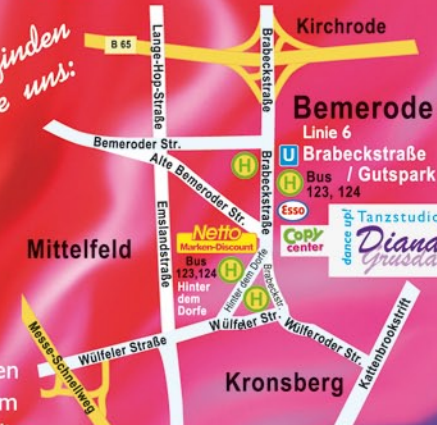 finden
e uns:
B 65
Lange-Hop-Straße
Brabeckstraße
Kirchrode
Bemerode
Linie 6
U Brabeckstraße
/ Gutspark
H
H Bus
123, 124
Bemeroder Str.
Alte Bemeroder Str.
Brabeckstraße
Esso
Copy
center
dance up!
Tanzstudio
Diana
Grusda
Emslandstraße
Mittelfeld
Netto
Marken-Discount
Bus
123,124
H
Hinter
dem
Dorfe
Hinter dem Dorfe
Brabeckstr.
H
Wülfeler Str.
Wülferoder Str.
Wülfeler Straße
Messe-Schnellweg
Kronsberg
Kattenbrookstrift
en
m